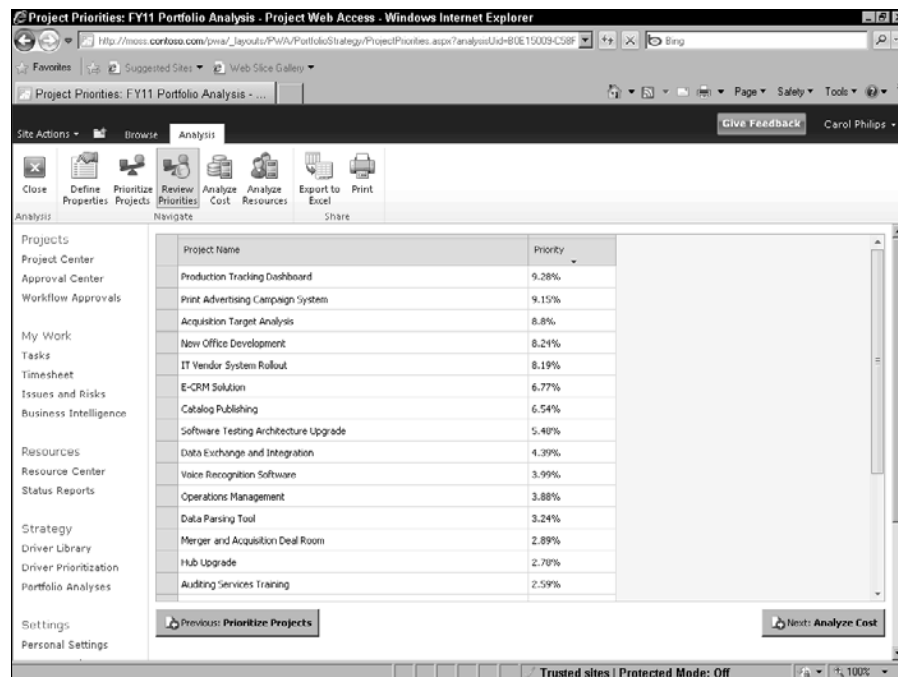 Project Priorities: FY11 Portfolio Analysis - Project Web Access - Windows Internet Explorer
http://moss.contoso.com/pwa/_layouts/PWA/PortfolioStrategy/ProjectPriorities.aspx?analysisUid=B0E15009-C58F
Bing
Favorites Suggested Sites Web Slice Gallery
Project Priorities: FY11 Portfolio Analysis - ...
Page Safety Tools
Site Actions Browse Analysis
Give Feedback Carol Philips
Close
Define Properties
Prioritize Projects
Review Priorities
Analyze Cost
Analyze Resources
Export to Excel
Print
Analysis Navigate Share
Projects
Project Center
Approval Center
Workflow Approvals
My Work
Tasks
Timesheet
Issues and Risks
Business Intelligence
Resources
Resource Center
Status Reports
Strategy
Driver Library
Driver Prioritization
Portfolio Analyses
Settings
Personal Settings
Project Name Priority
Production Tracking Dashboard 9.28%
Print Advertising Campaign System 9.15%
Acquisition Target Analysis 8.8%
New Office Development 8.24%
IT Vendor System Rollout 8.19%
E-CRM Solution 6.77%
Catalog Publishing 6.54%
Software Testing Architecture Upgrade 5.48%
Data Exchange and Integration 4.39%
Voice Recognition Software 3.99%
Operations Management 3.88%
Data Parsing Tool 3.24%
Merger and Acquisition Deal Room 2.89%
Hub Upgrade 2.78%
Auditing Services Training 2.59%
Previous: Prioritize Projects
Next: Analyze Cost
Trusted sites | Protected Mode: Off 100%